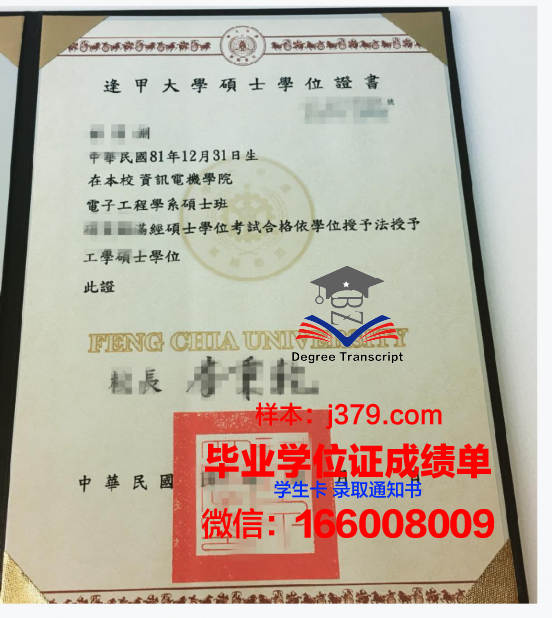 逢甲大學碩士學位證書
號
中華民國81年12月31日生
在本校資訊電機學院
電子工程學系碩士班
經碩士學位考試合格依學位授予法授予
工學碩士學位
此證
FENG CHIA UNIVERSITY
Degree Transcript
校長
样本：j379.com
毕业学位证成绩单
中華民國 月 日
学生卡 录取通知书
微信：166008009